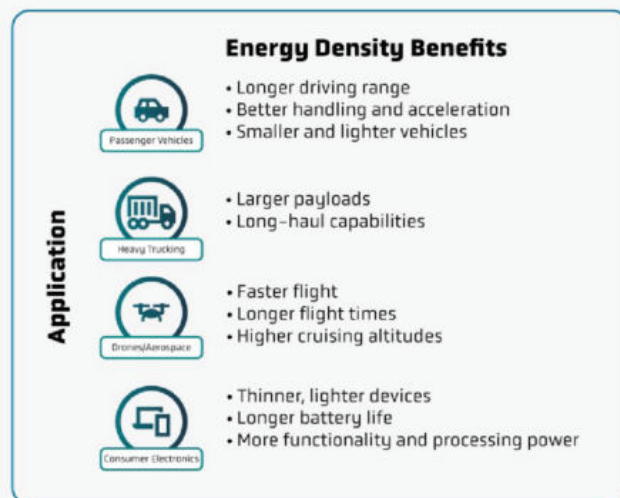 Energy Density Benefits
Application
Passenger Vehicles
• Longer driving range
• Better handling and acceleration
• Smaller and lighter vehicles
Heavy Trucking
• Larger payloads
• Long-haul capabilities
Drones/Aerospace
• Faster flight
• Longer flight times
• Higher cruising altitudes
Consumer Electronics
• Thinner, lighter devices
• Longer battery life
• More functionality and processing power